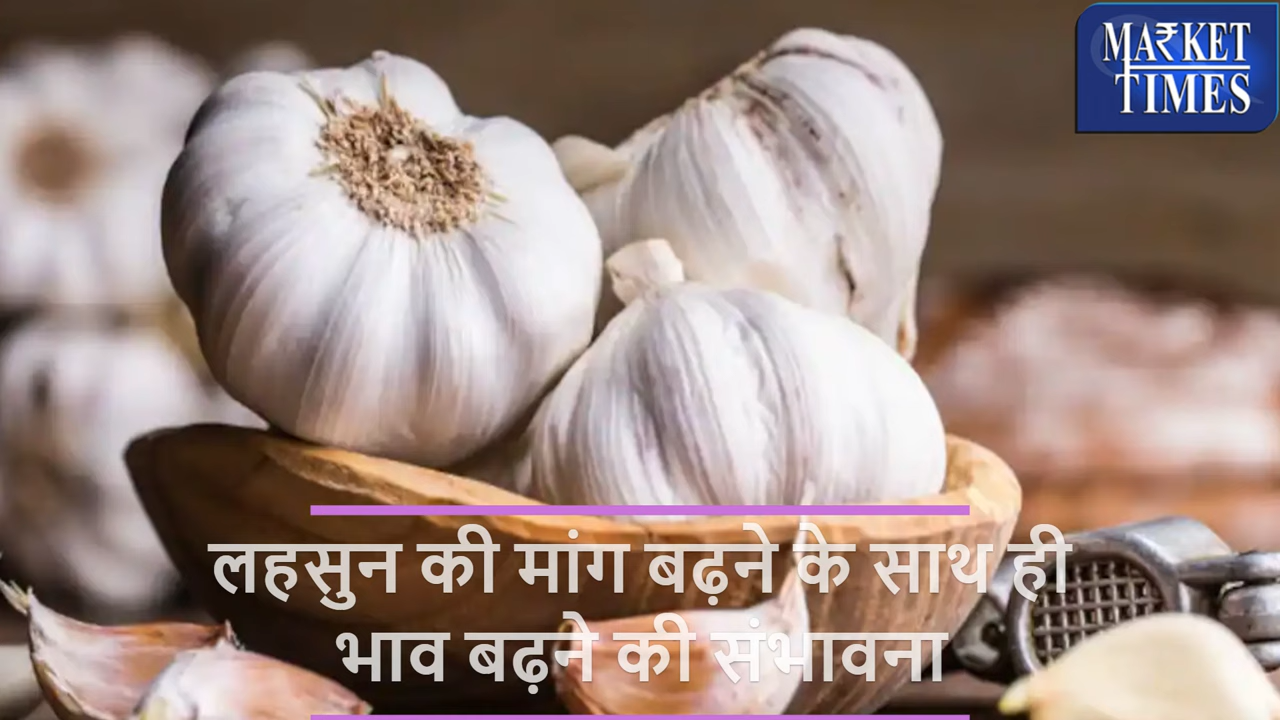 MA₹KET
TIMES
लहसुन की मांग बढ़ने के साथ ही
भाव बढ़ने की संभावना